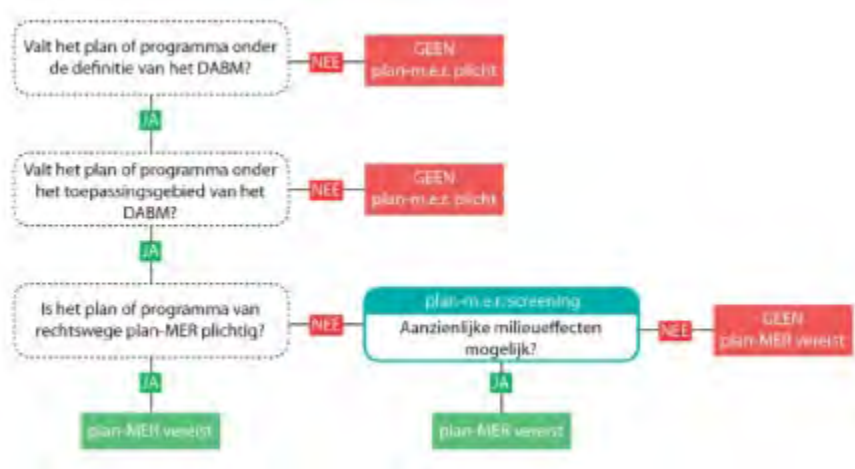 Valt het plan of programma onder
de definitie van het DABM?
NEE
GEEN
plan-m.e.r. plicht
JA
Valt het plan of programma onder
het toepassingsgebied van het
DABM?
NEE
GEEN
plan-m.e.r. plicht
JA
Is het plan of programma van
rechtswege plan-MER plichtig?
NEE
plan-m.e.r. screening
Aanzienlijke milieueffecten
mogelijk?
NEE
GEEN
plan-MER vereist
JA
plan-MER vereist
JA
plan-MER vereist